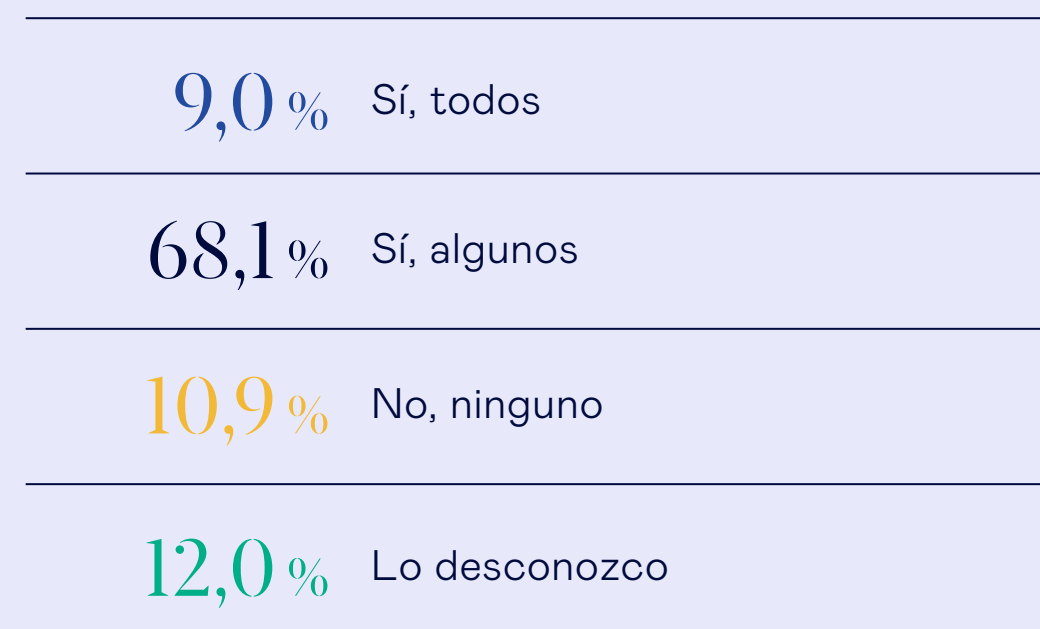 9,0 % Sí, todos
68,1 % Sí, algunos
10,9 % No, ninguno
12,0 % Lo desconozco